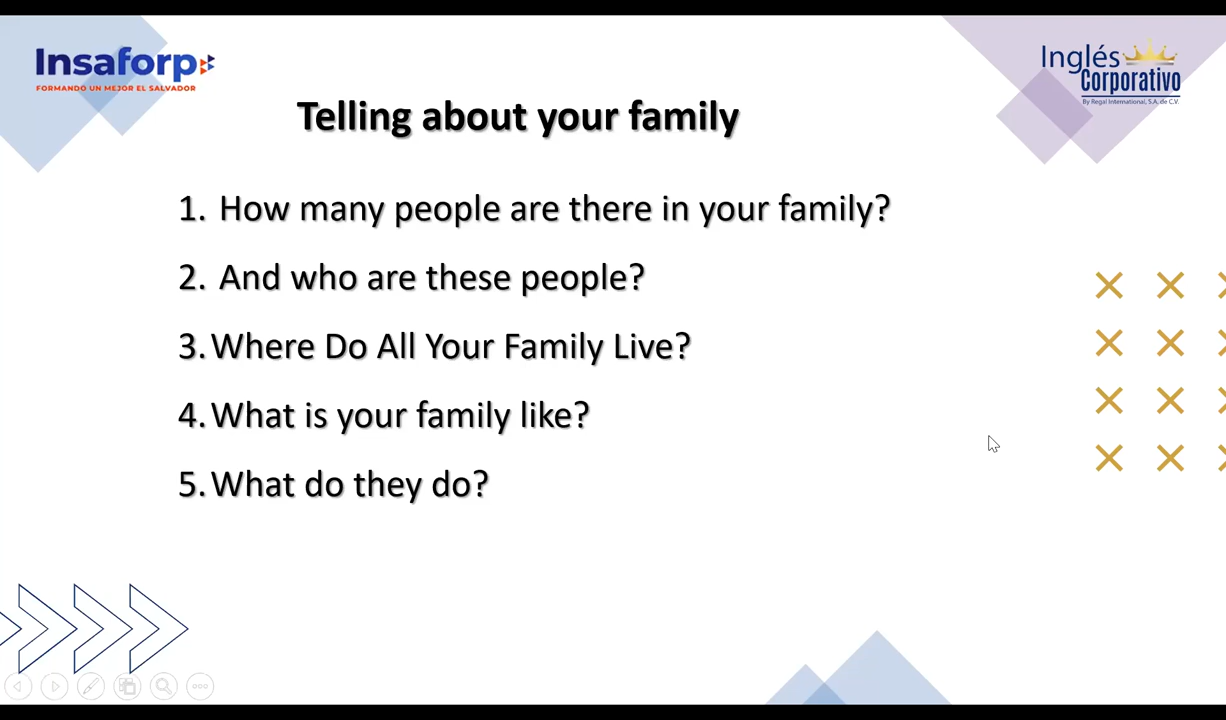 Insaforp
FORMANDO UN MEJOR EL SALVADOR
Inglés
Corporativo
By Regal International, S.A. de C.V.
Telling about your family
1. How many people are there in your family?
2. And who are these people?
3. Where Do All Your Family Live?
4. What is your family like?
5. What do they do?